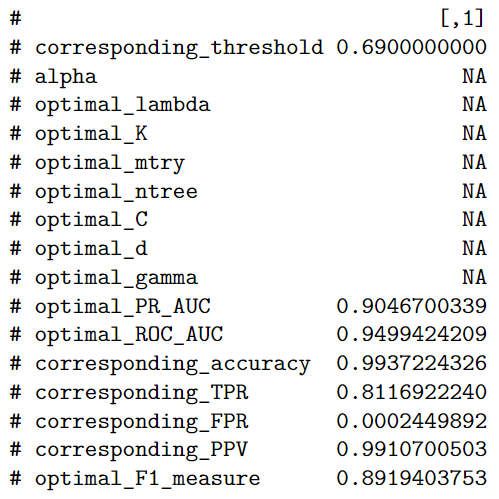 # [,1]
# corresponding_threshold 0.6900000000
# alpha NA
# optimal_lambda NA
# optimal_K NA
# optimal_mtry NA
# optimal_ntree NA
# optimal_C NA
# optimal_d NA
# optimal_gamma NA
# optimal_PR_AUC 0.9046700339
# optimal_ROC_AUC 0.9499424209
# corresponding_accuracy 0.9937224326
# corresponding_TPR 0.8116922240
# corresponding_FPR 0.0002449892
# corresponding_PPV 0.9910700503
# optimal_F1_measure 0.8919403753